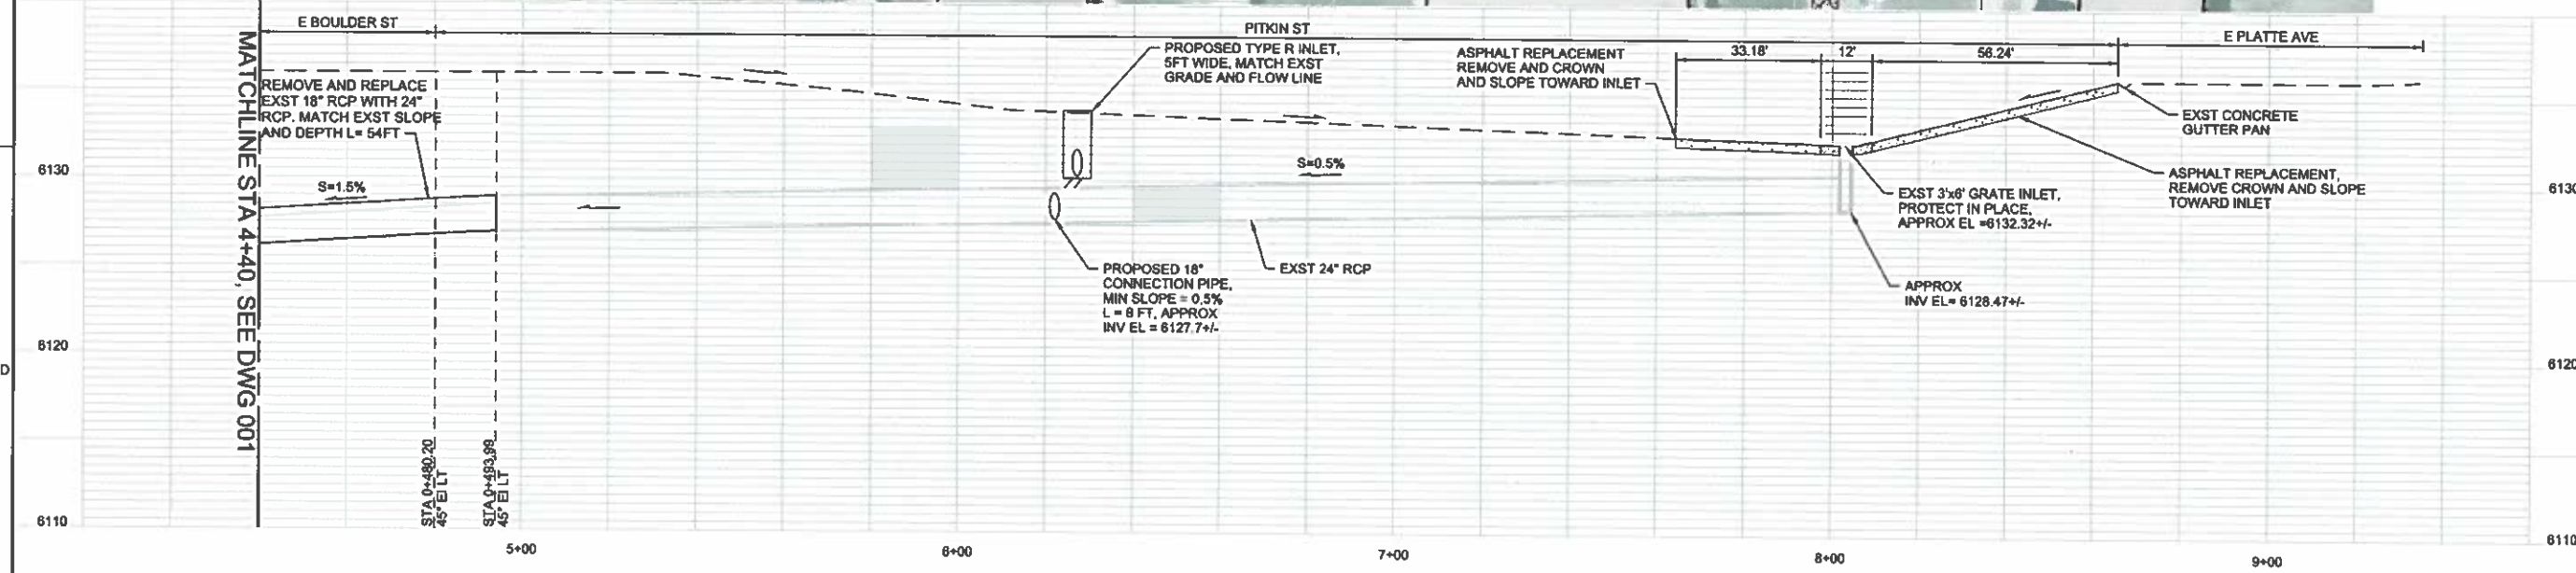 E BOULDER ST
PITKIN ST
E PLATTE AVE
MATCHLINE STA 4+40, SEE DWG 001
REMOVE AND REPLACE
EXST 18" RCP WITH 24"
RCP. MATCH EXST SLOPE
AND DEPTH L= 54FT
PROPOSED TYPE R INLET,
5FT WIDE, MATCH EXST
GRADE AND FLOW LINE
ASPHALT REPLACEMENT
REMOVE AND CROWN
AND SLOPE TOWARD INLET
33.18'
12'
56.24'
EXST CONCRETE
GUTTER PAN
ASPHALT REPLACEMENT,
REMOVE CROWN AND SLOPE
TOWARD INLET
EXST 3'x6' GRATE INLET,
PROTECT IN PLACE,
APPROX EL =6132.32+/-
APPROX
INV EL= 6128.47+/-
S=1.5%
S=0.5%
PROPOSED 18"
CONNECTION PIPE,
MIN SLOPE = 0.5%
L = 8 FT, APPROX
INV EL = 6127.7+/-
EXST 24" RCP
STA 0+480.20
45° El LT
STA 0+493.99
45° El LT
6130
6120
6110
D
6130
6120
6110
5+00
6+00
7+00
8+00
9+00